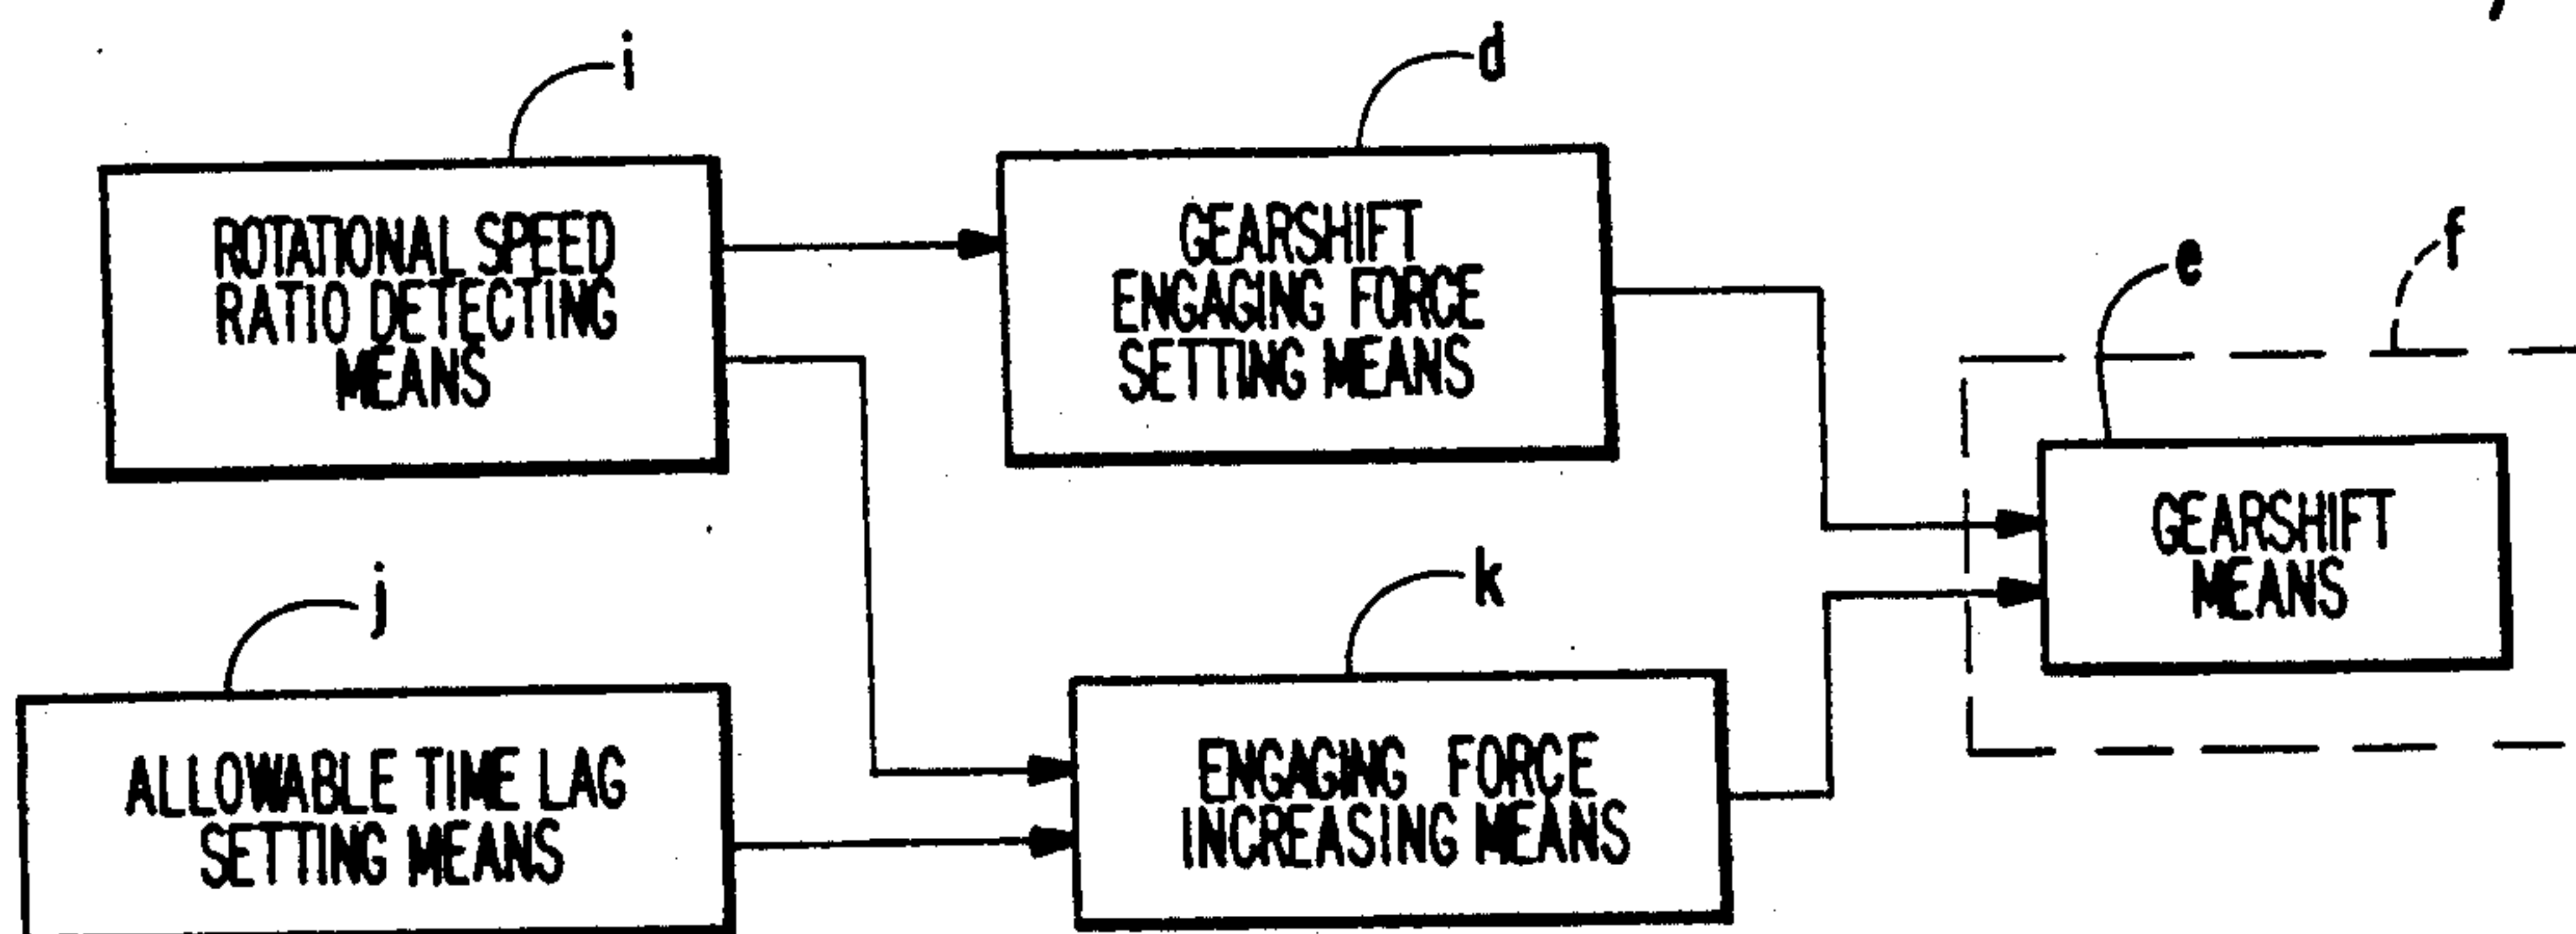 i
d
ROTATIONAL SPEED
RATIO DETECTING
MEANS
GEARSHIFT
ENGAGING FORCE
SETTING MEANS
f
e
GEARSHIFT
MEANS
j
k
ALLOWABLE TIME LAG
SETTING MEANS
ENGAGING FORCE
INCREASING MEANS